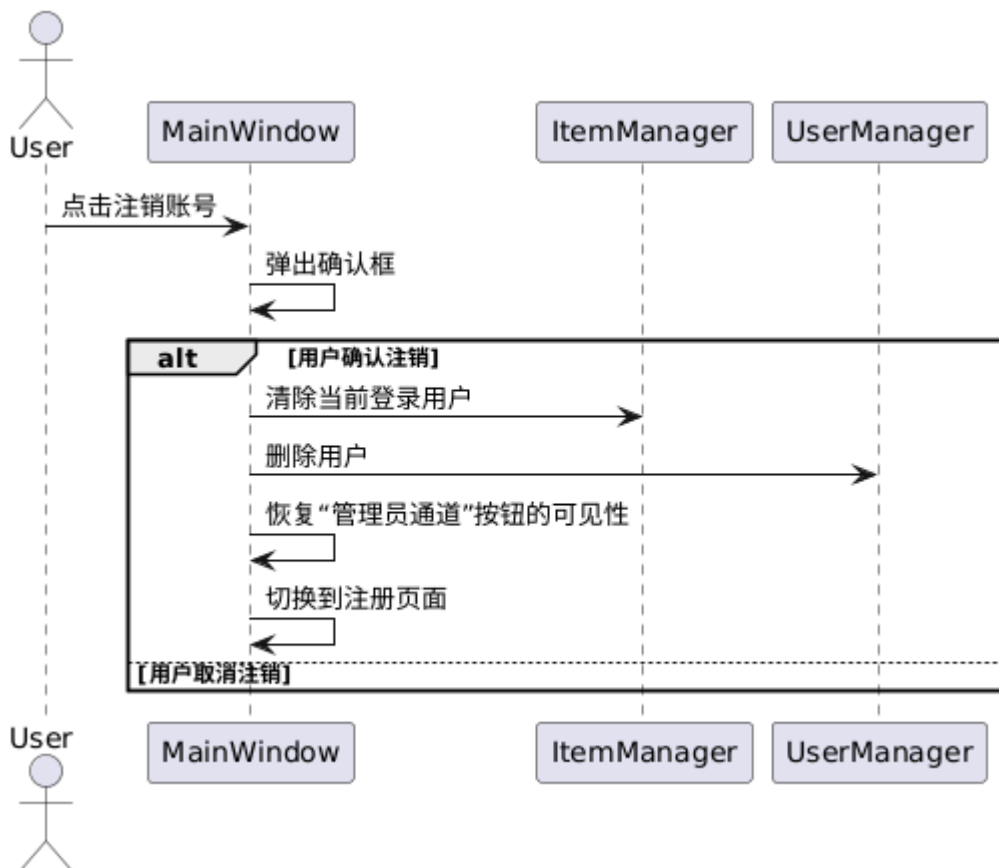 User
MainWindow
ItemManager
UserManager
点击注销账号
弹出确认框
alt
[用户确认注销]
清除当前登录用户
删除用户
恢复“管理员通道”按钮的可见性
切换到注册页面
[用户取消注销]
User
MainWindow
ItemManager
UserManager